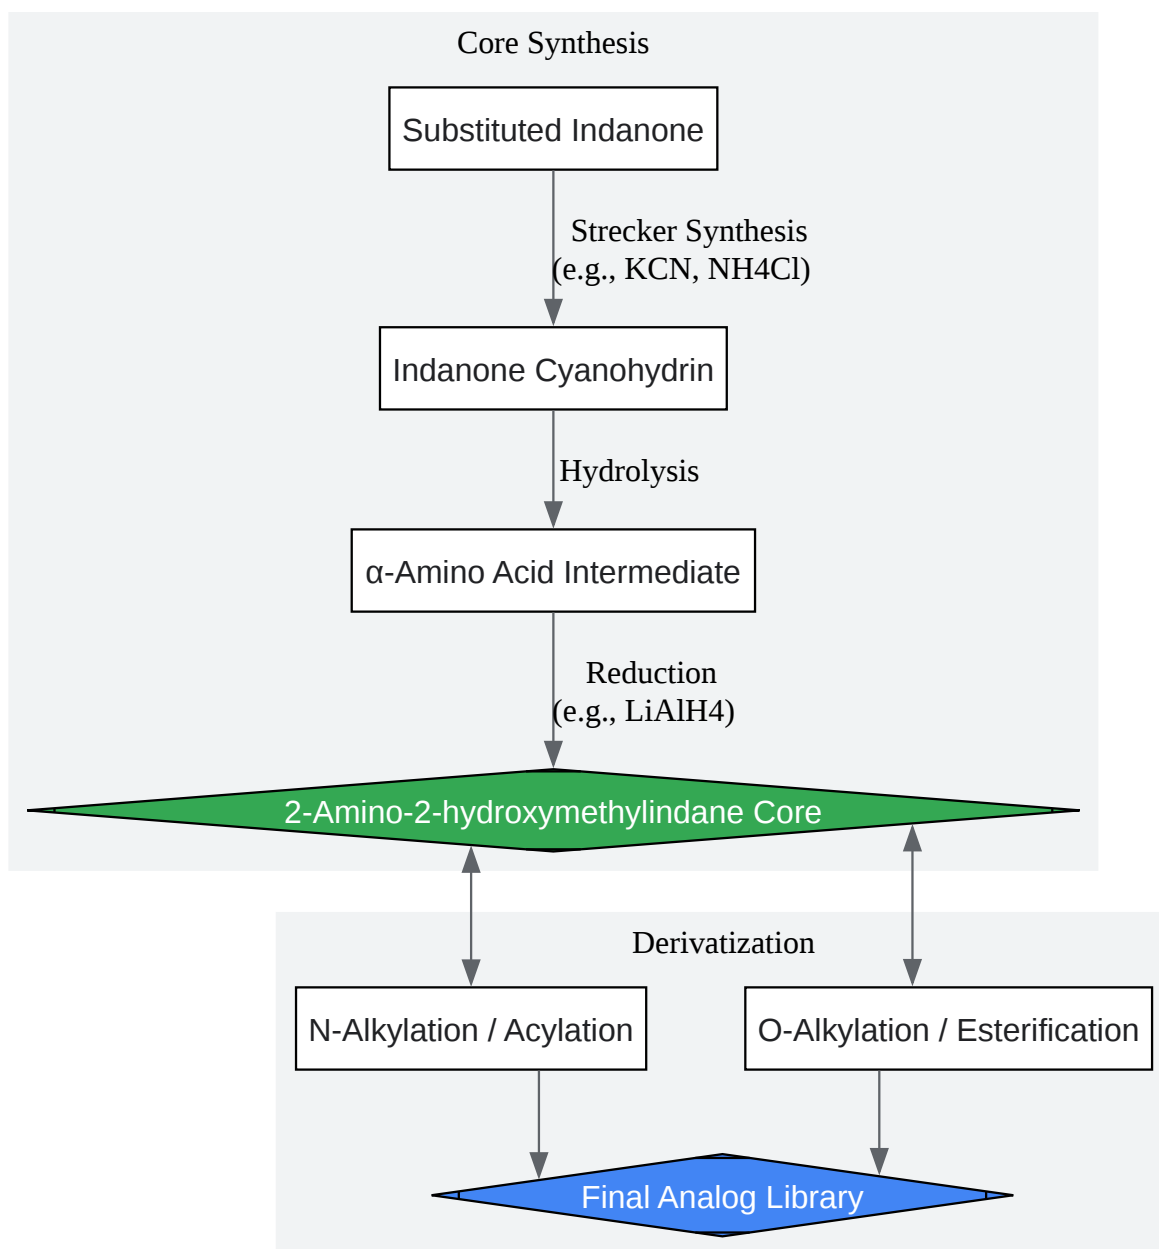 Core Synthesis
Substituted Indanone
Strecker Synthesis
(e.g., KCN, NH4Cl)
Indanone Cyanohydrin
Hydrolysis
α-Amino Acid Intermediate
Reduction
(e.g., LiAlH4)
2-Amino-2-hydroxymethylindane Core
Derivatization
N-Alkylation / Acylation
O-Alkylation / Esterification
Final Analog Library